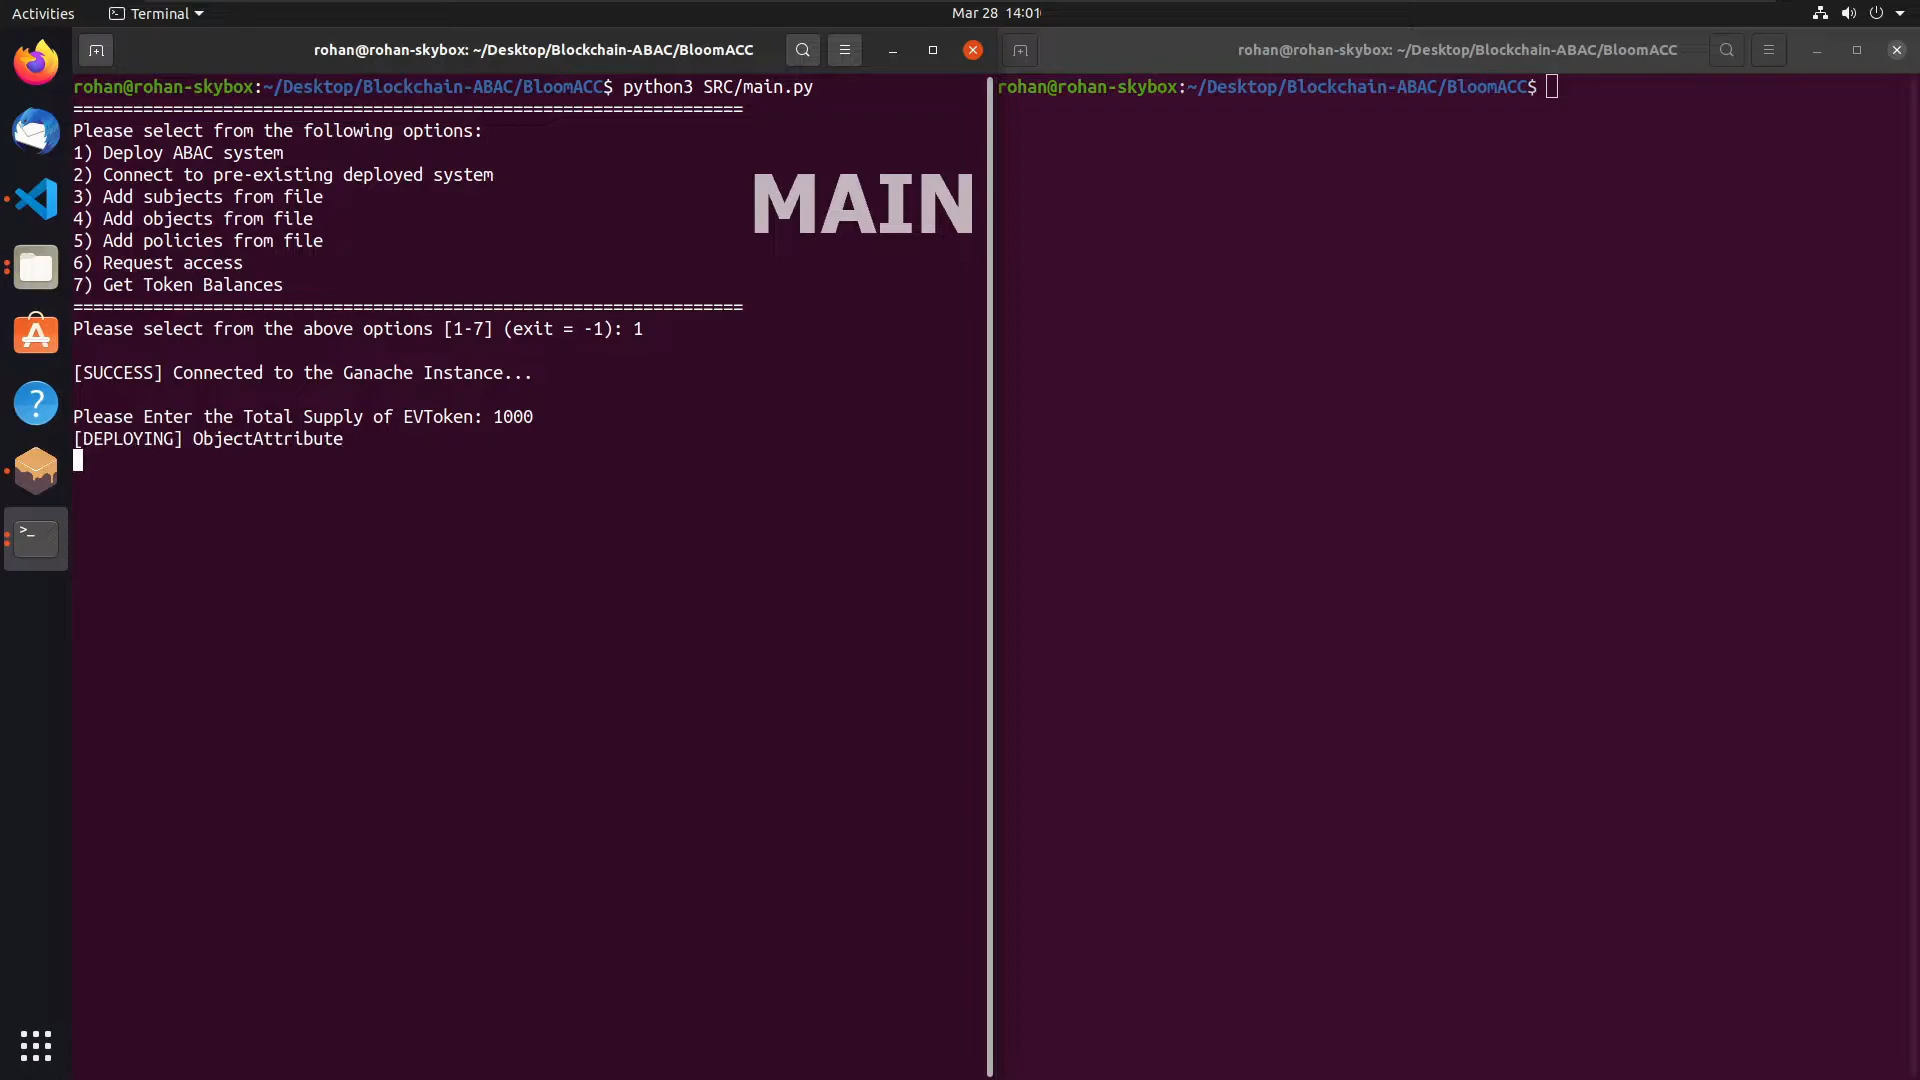 Activities Terminal Mar 28 14:01
rohan@rohan-skybox: ~/Desktop/Blockchain-ABAC/BloomACC
rohan@rohan-skybox: ~/Desktop/Blockchain-ABAC/BloomACC
rohan@rohan-skybox:~/Desktop/Blockchain-ABAC/BloomACC$ python3 SRC/main.py
===================================================================
Please select from the following options:
1) Deploy ABAC system
2) Connect to pre-existing deployed system
3) Add subjects from file
4) Add objects from file
5) Add policies from file
6) Request access
7) Get Token Balances
===================================================================
Please select from the above options [1-7] (exit = -1): 1
[SUCCESS] Connected to the Ganache Instance...
Please Enter the Total Supply of EVToken: 1000
[DEPLOYING] ObjectAttribute
MAIN
rohan@rohan-skybox:~/Desktop/Blockchain-ABAC/BloomACC$